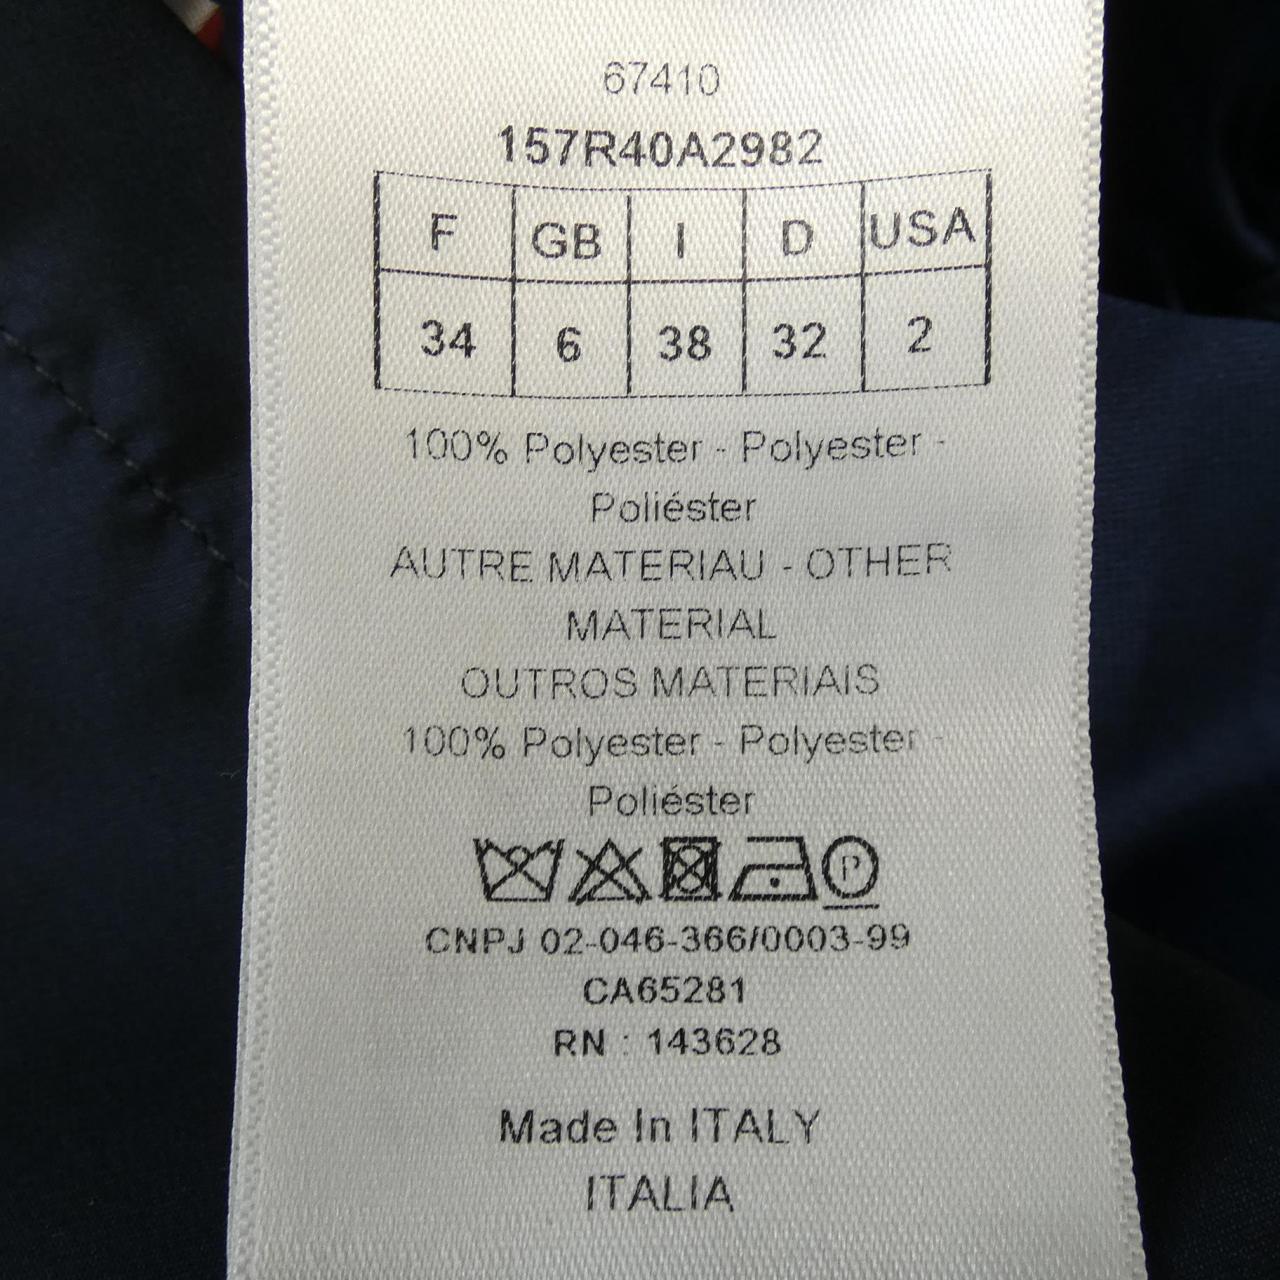 67410
157R40A2982
F GB I D USA
34 6 38 32 2
100% Polyester - Polyester -
Poliéster
AUTRE MATERIAU - OTHER
MATERIAL
OUTROS MATERIAIS
100% Polyester - Polyester -
Poliéster
P
CNPJ 02-046-366/0003-99
CA65281
RN : 143628
Made In ITALY
ITALIA